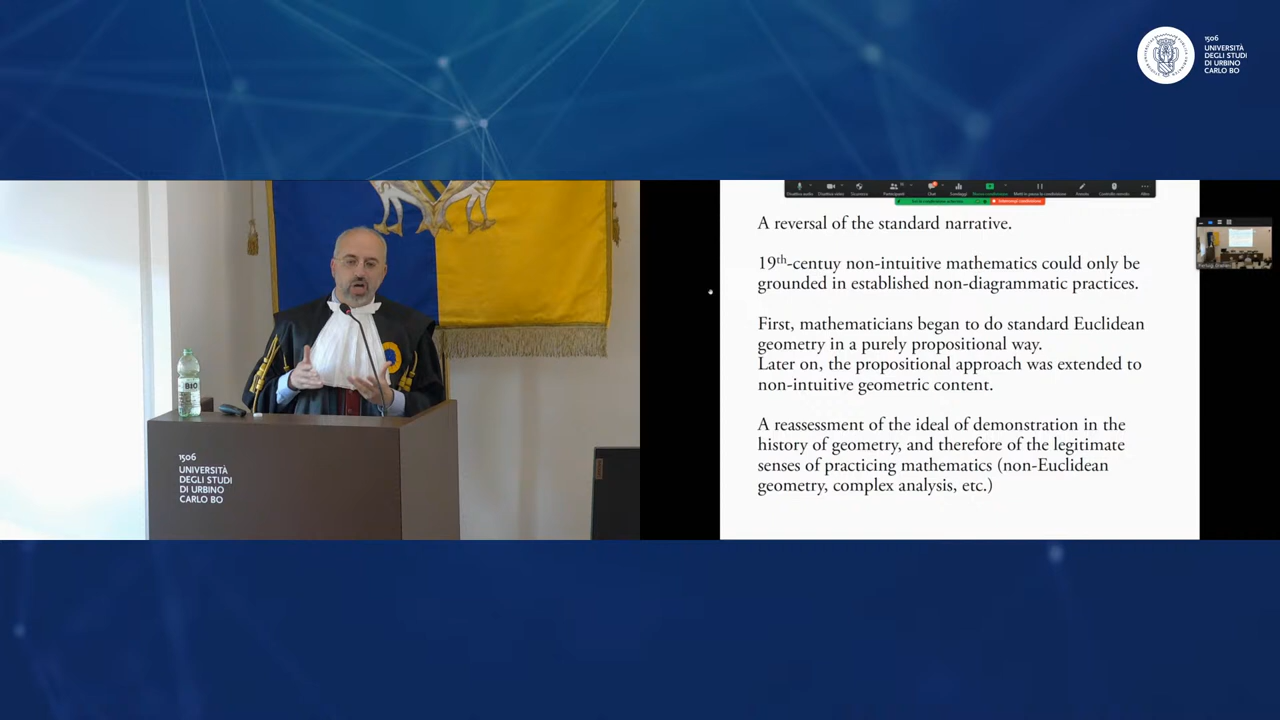 1506
UNIVERSITÀ
DEGLI STUDI
DI URBINO
CARLO BO
A reversal of the standard narrative.
19th-centuy non-intuitive mathematics could only be
grounded in established non-diagrammatic practices.
First, mathematicians began to do standard Euclidean
geometry in a purely propositional way.
Later on, the propositional approach was extended to
non-intuitive geometric content.
A reassessment of the ideal of demonstration in the
history of geometry, and therefore of the legitimate
senses of practicing mathematics (non-Euclidean
geometry, complex analysis, etc.)
BIO
1506
UNIVERSITÀ
DEGLI STUDI
DI URBINO
CARLO BO